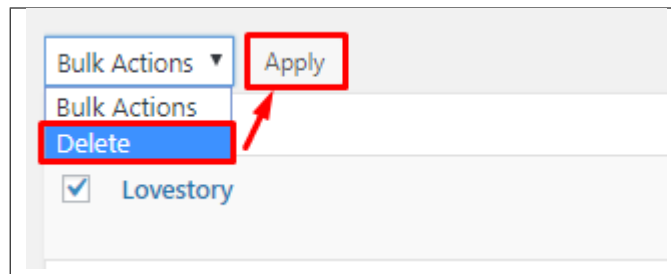 Bulk Actions Apply
Bulk Actions
Delete
Lovestory